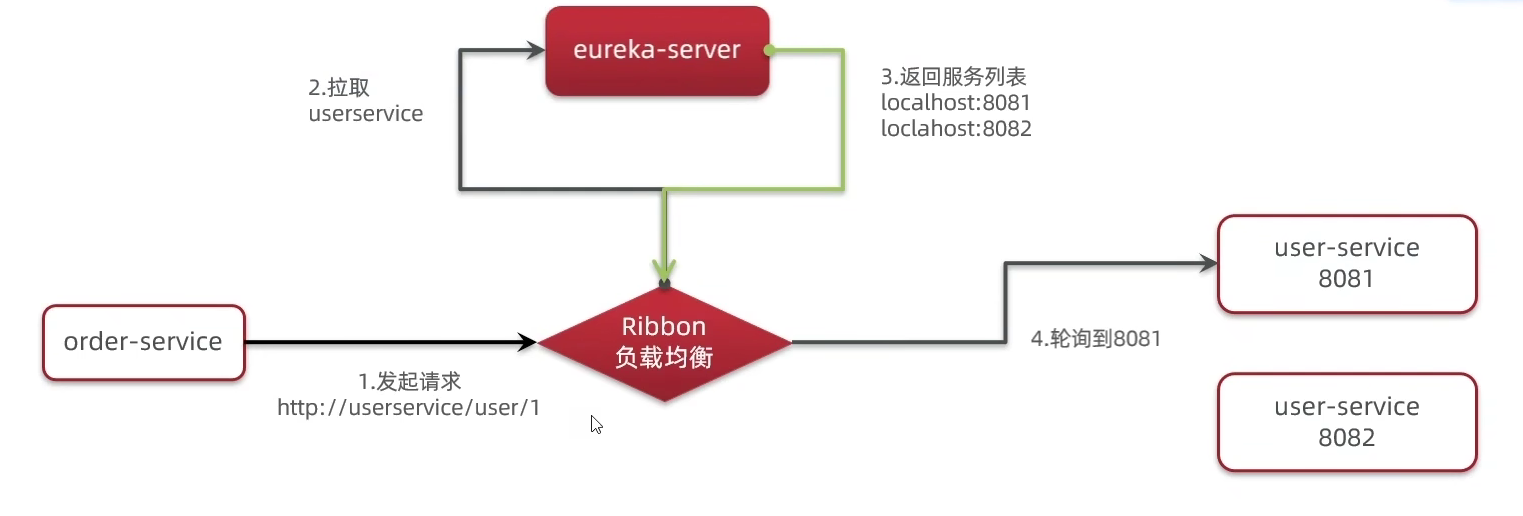 eureka-server
2.拉取
userservice
3.返回服务列表
localhost:8081
loclahost:8082
order-service
1.发起请求
http://userservice/user/1
Ribbon
负载均衡
4.轮询到8081
user-service
8081
user-service
8082